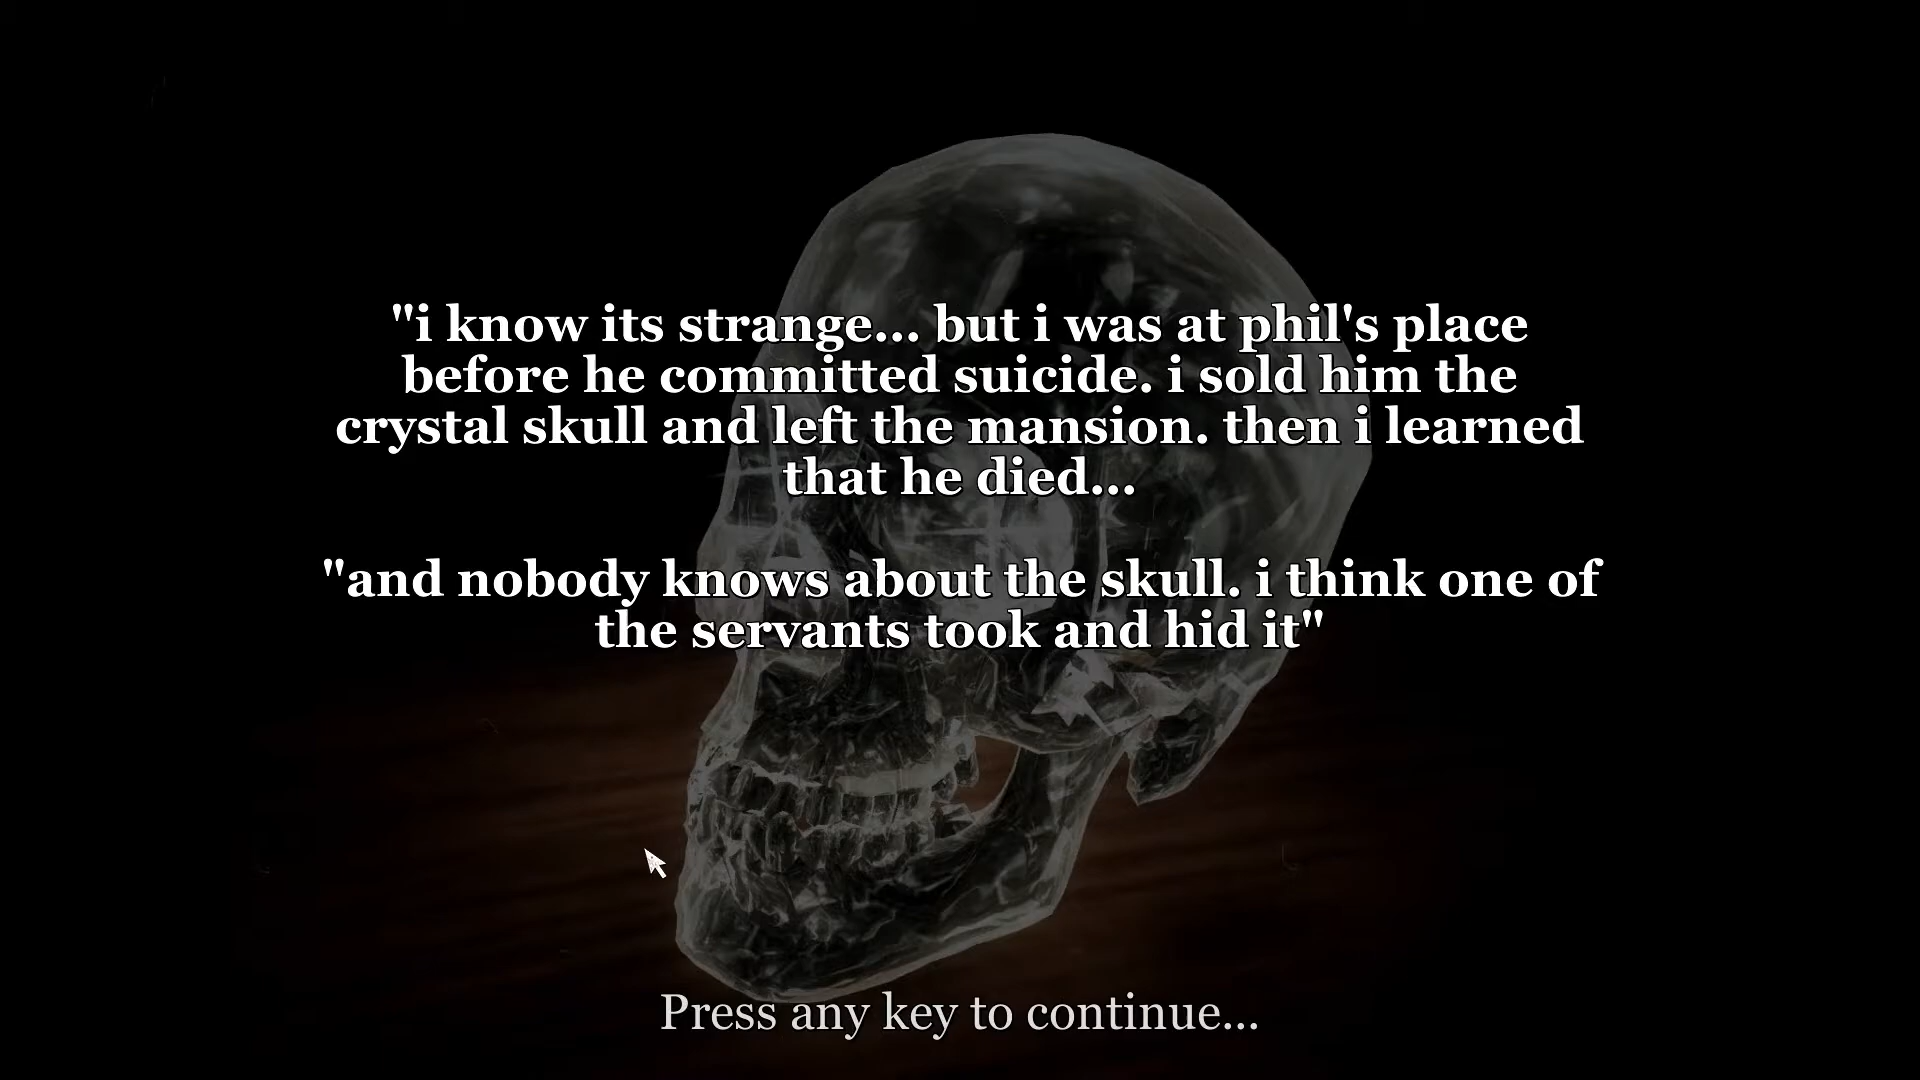 "i know its strange... but i was at phil's place
before he committed suicide. i sold him the
crystal skull and left the mansion. then i learned
that he died...
"and nobody knows about the skull. i think one of
the servants took and hid it"
Press any key to continue...